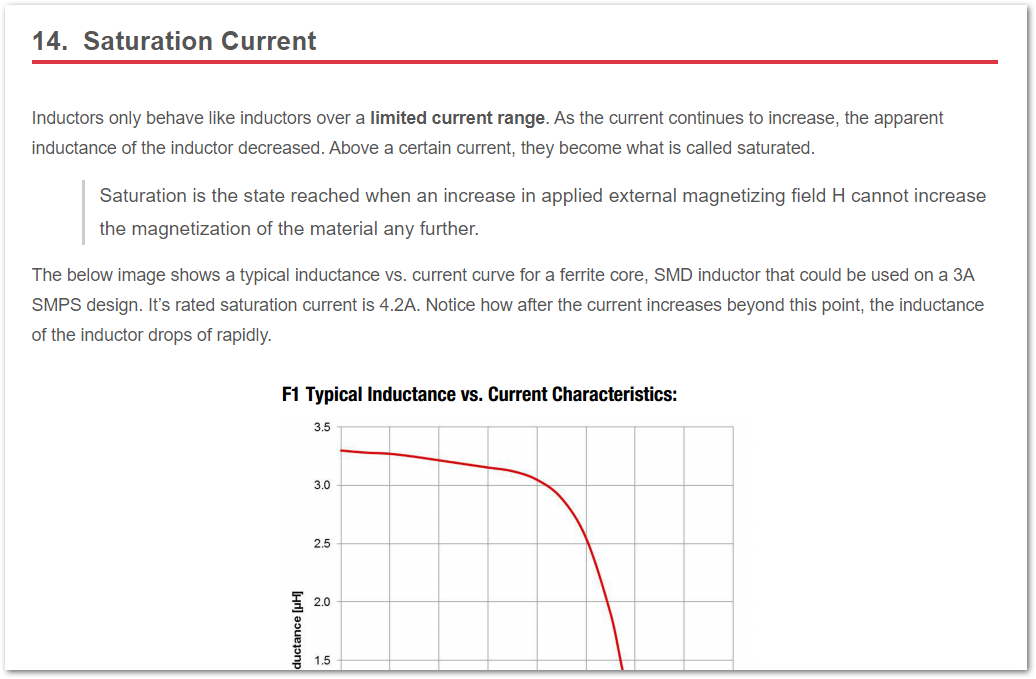 14. Saturation Current
Inductors only behave like inductors over a limited current range. As the current continues to increase, the apparent
inductance of the inductor decreased. Above a certain current, they become what is called saturated.
Saturation is the state reached when an increase in applied external magnetizing field H cannot increase
the magnetization of the material any further.
The below image shows a typical inductance vs. current curve for a ferrite core, SMD inductor that could be used on a 3A
SMPS design. It’s rated saturation current is 4.2A. Notice how after the current increases beyond this point, the inductance
of the inductor drops of rapidly.
F1 Typical Inductance vs. Current Characteristics:
3.5
3.0
2.5
2.0
1.5
ductance [µH]